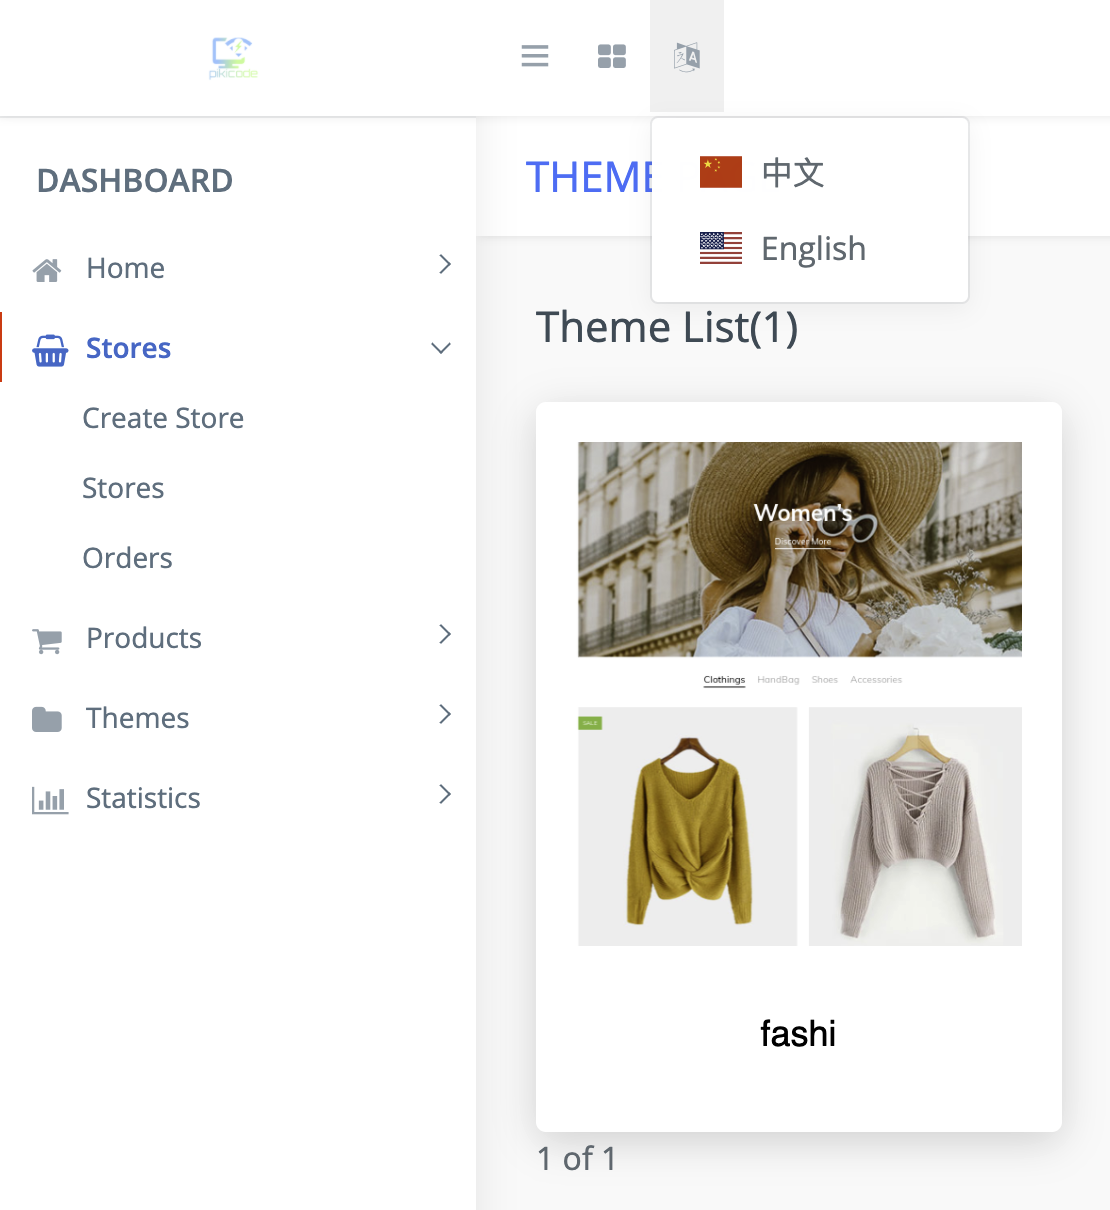 pikicode
A
中文
English
DASHBOARD
THEME
Home
Stores
Create Store
Stores
Orders
Products
Themes
Statistics
Theme List(1)
Women's
Discover More
Clothings HandBag Shoes Accessories
SALE
fashi
1 of 1